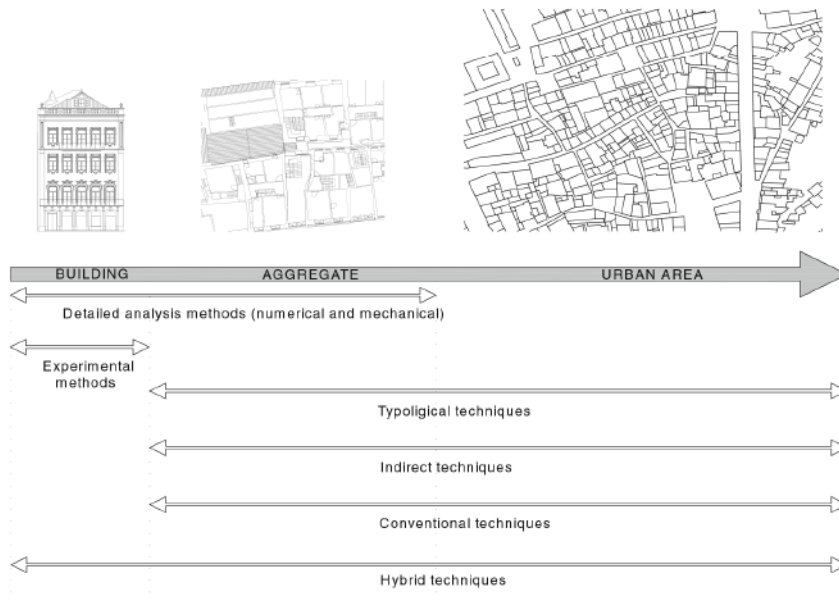 BUILDING AGGREGATE URBAN AREA
Detailed analysis methods (numerical and mechanical)
Experimental
methods
Typoligical techniques
Indirect techniques
Conventional techniques
Hybrid techniques